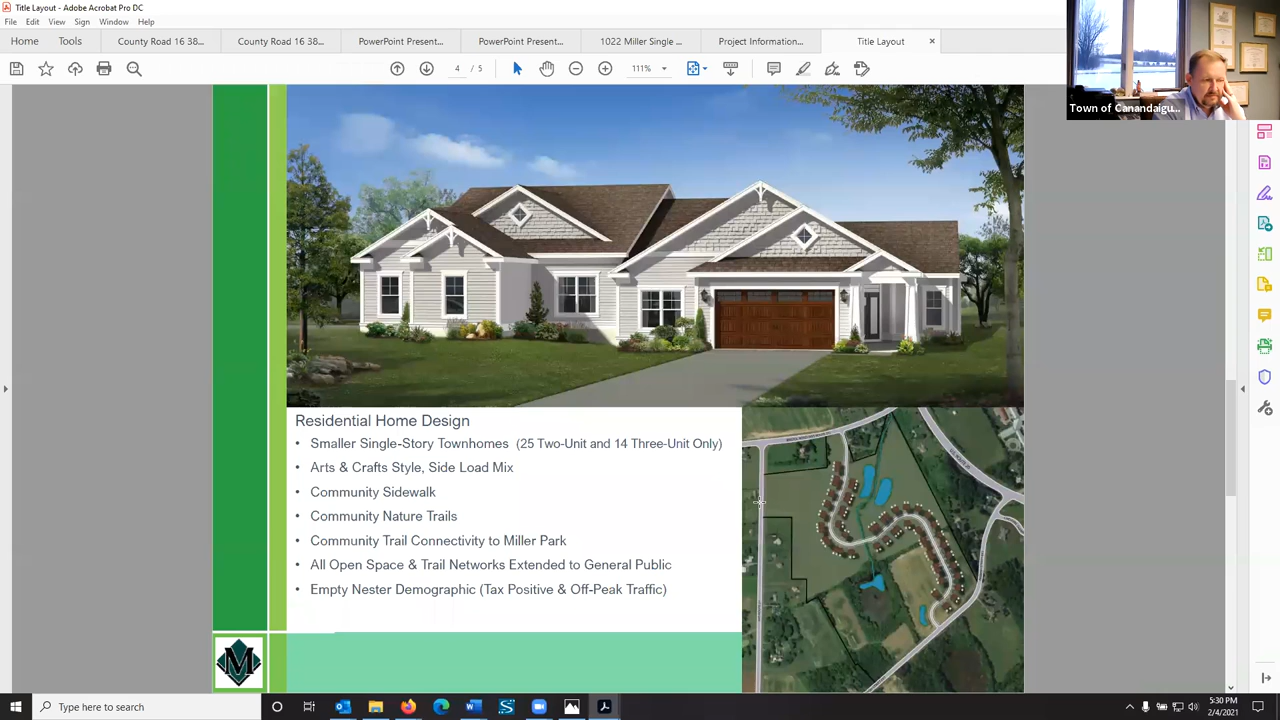 Title Layout - Adobe Acrobat Pro DC
File Edit View Sign Window Help
Home Tools County Road 16 38... County Road 16 38... PowerPoint Present... PowerPoint Present... 1022 Miller Single ... Project Information... Title Layout ×
4 / 5 111%
Town of Canandaigu...
Residential Home Design
• Smaller Single-Story Townhomes (25 Two-Unit and 14 Three-Unit Only)
• Arts & Crafts Style, Side Load Mix
• Community Sidewalk
• Community Nature Trails
• Community Trail Connectivity to Miller Park
• All Open Space & Trail Networks Extended to General Public
• Empty Nester Demographic (Tax Positive & Off-Peak Traffic)
M
Type here to search
5:30 PM
2/4/2021